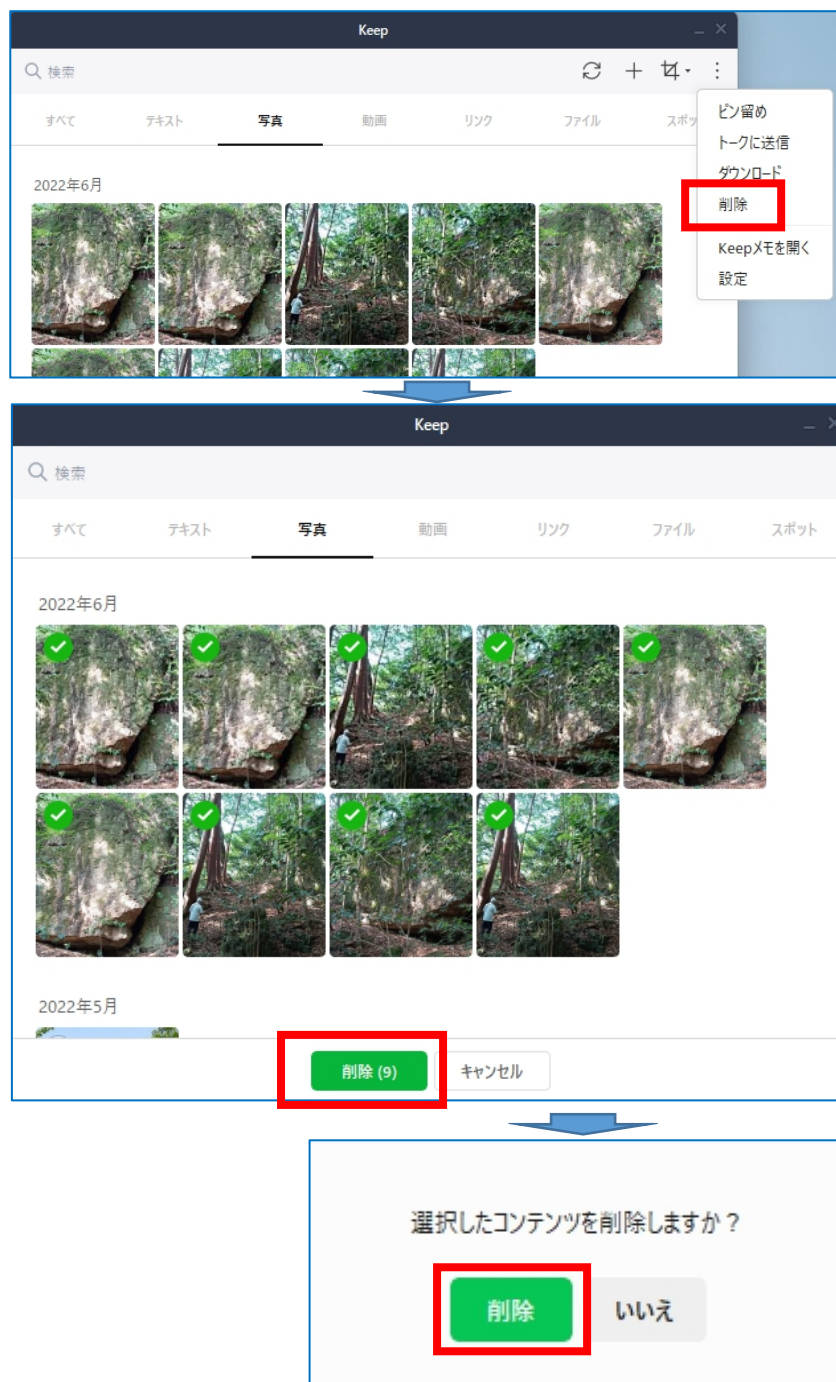 Keep
検索
すべて テキスト 写真 動画 リンク ファイル
ピン留め
トークに送信
ダウンロード
削除
Keepメモを開く
設定
2022年6月
Keep
検索
すべて テキスト 写真 動画 リンク ファイル スポット
2022年6月
2022年5月
削除 (9) キャンセル
選択したコンテンツを削除しますか？
削除 いいえ